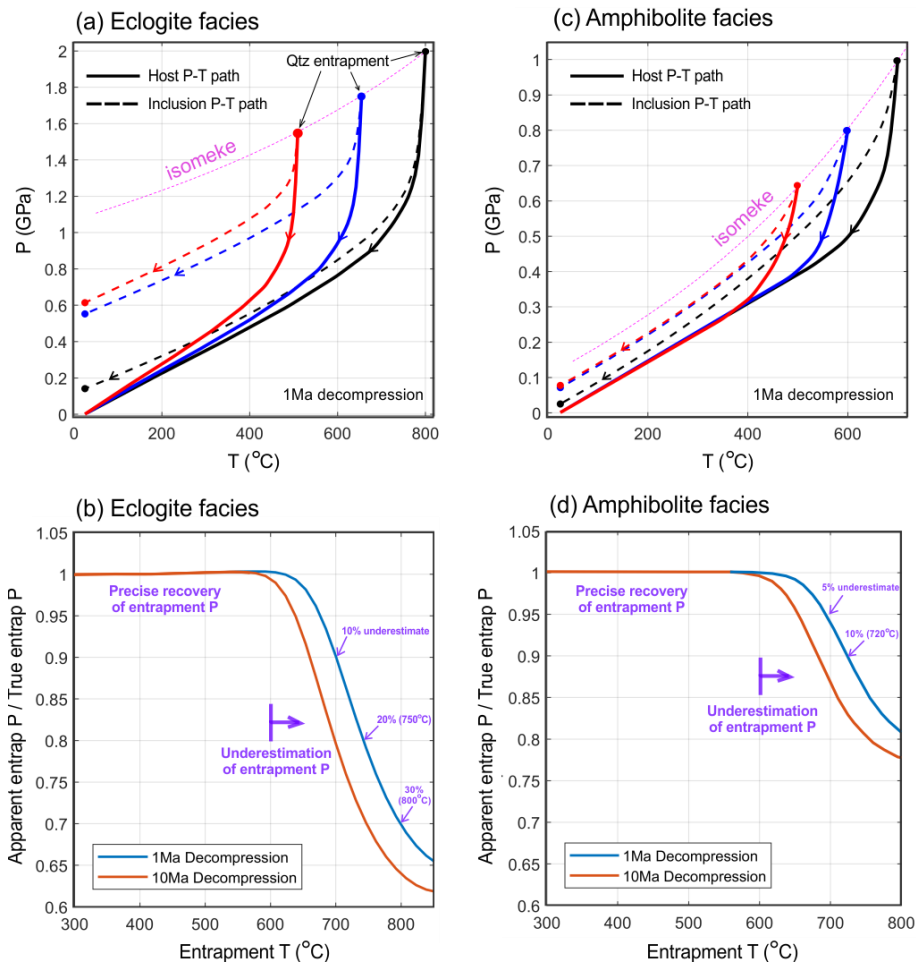 (a) Eclogite facies
2
1.8
1.6
1.4
1.2
1
0.8
0.6
0.4
0.2
0
P (GPa)
Qtz entrapment
Host P-T path
Inclusion P-T path
isomeke
1Ma decompression
0
200
400
600
800
T (°C)
(c) Amphibolite facies
1
0.9
0.8
0.7
0.6
0.5
0.4
0.3
0.2
0.1
0
P (GPa)
Host P-T path
Inclusion P-T path
isomeke
1Ma decompression
0
200
400
600
T (°C)
(b) Eclogite facies
1.05
1
0.95
0.9
0.85
0.8
0.75
0.7
0.65
0.6
Apparent entrap P / True entrap P
Precise recovery
of entrapment P
10% underestimate
20% (750°C)
Underestimation
of entrapment P
30%
(800°C)
1Ma Decompression
10Ma Decompression
300
400
500
600
700
800
Entrapment T (°C)
(d) Amphibolite facies
1.05
1
0.95
0.9
0.85
0.8
0.75
0.7
0.65
0.6
Apparent entrap P / True entrap P
Precise recovery
of entrapment P
5% underestimate
10% (720°C)
Underestimation
of entrapment P
1Ma Decompression
10Ma Decompression
300
400
500
600
700
800
Entrapment T (°C)